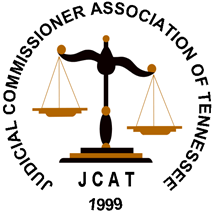 JUDICIAL COMMISSIONER ASSOCIATION OF TENNESSEE
JCAT
1999